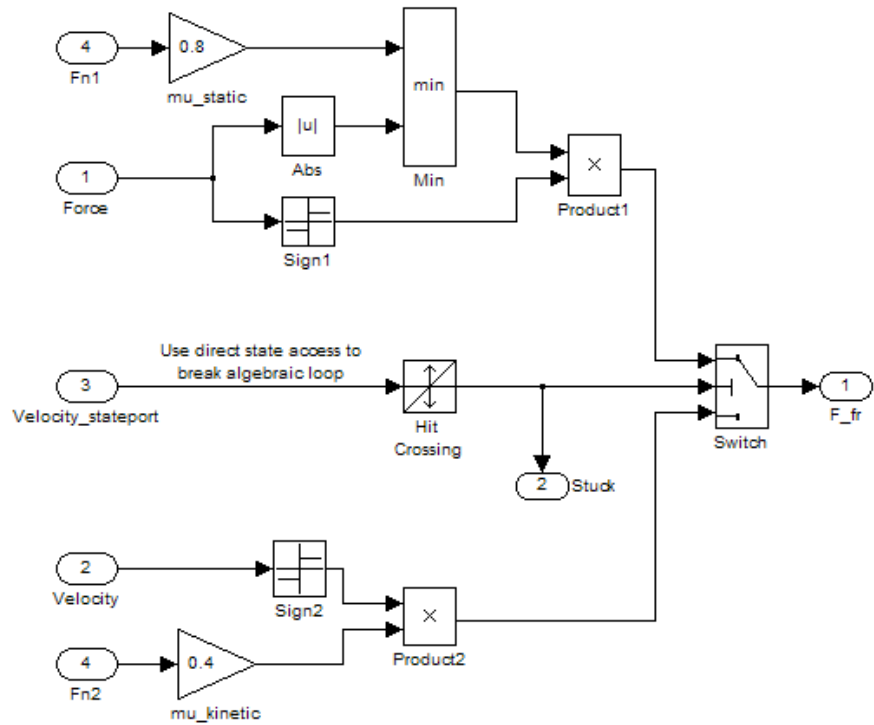 4
Fn1
0.8
mu_static
min
Min
|u|
Abs
1
Force
Sign1
×
Product1
Use direct state access to
break algebraic loop
3
Velocity_stateport
Hit
Crossing
Switch
1
F_fr
2
Stuck
2
Velocity
Sign2
×
Product2
4
Fn2
0.4
mu_kinetic